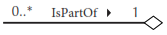 0..* IsPartOf ▸ 1